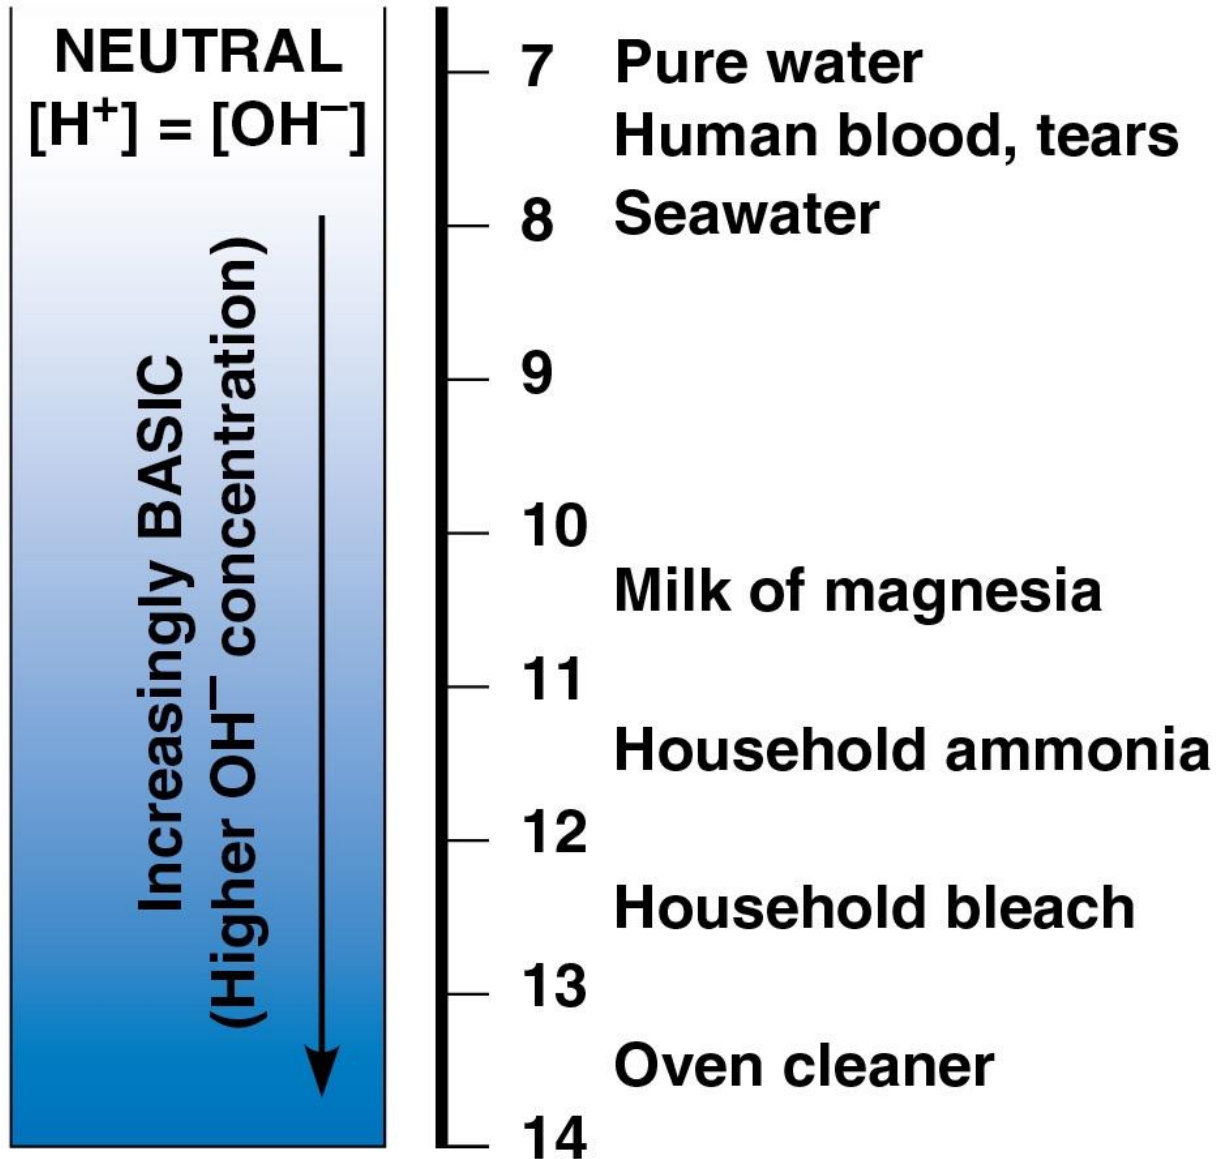 NEUTRAL
[H⁺] = [OH⁻]
Increasingly BASIC
(Higher OH⁻ concentration)
7 Pure water
Human blood, tears
8 Seawater
9
10
Milk of magnesia
11
Household ammonia
12
Household bleach
13
Oven cleaner
14